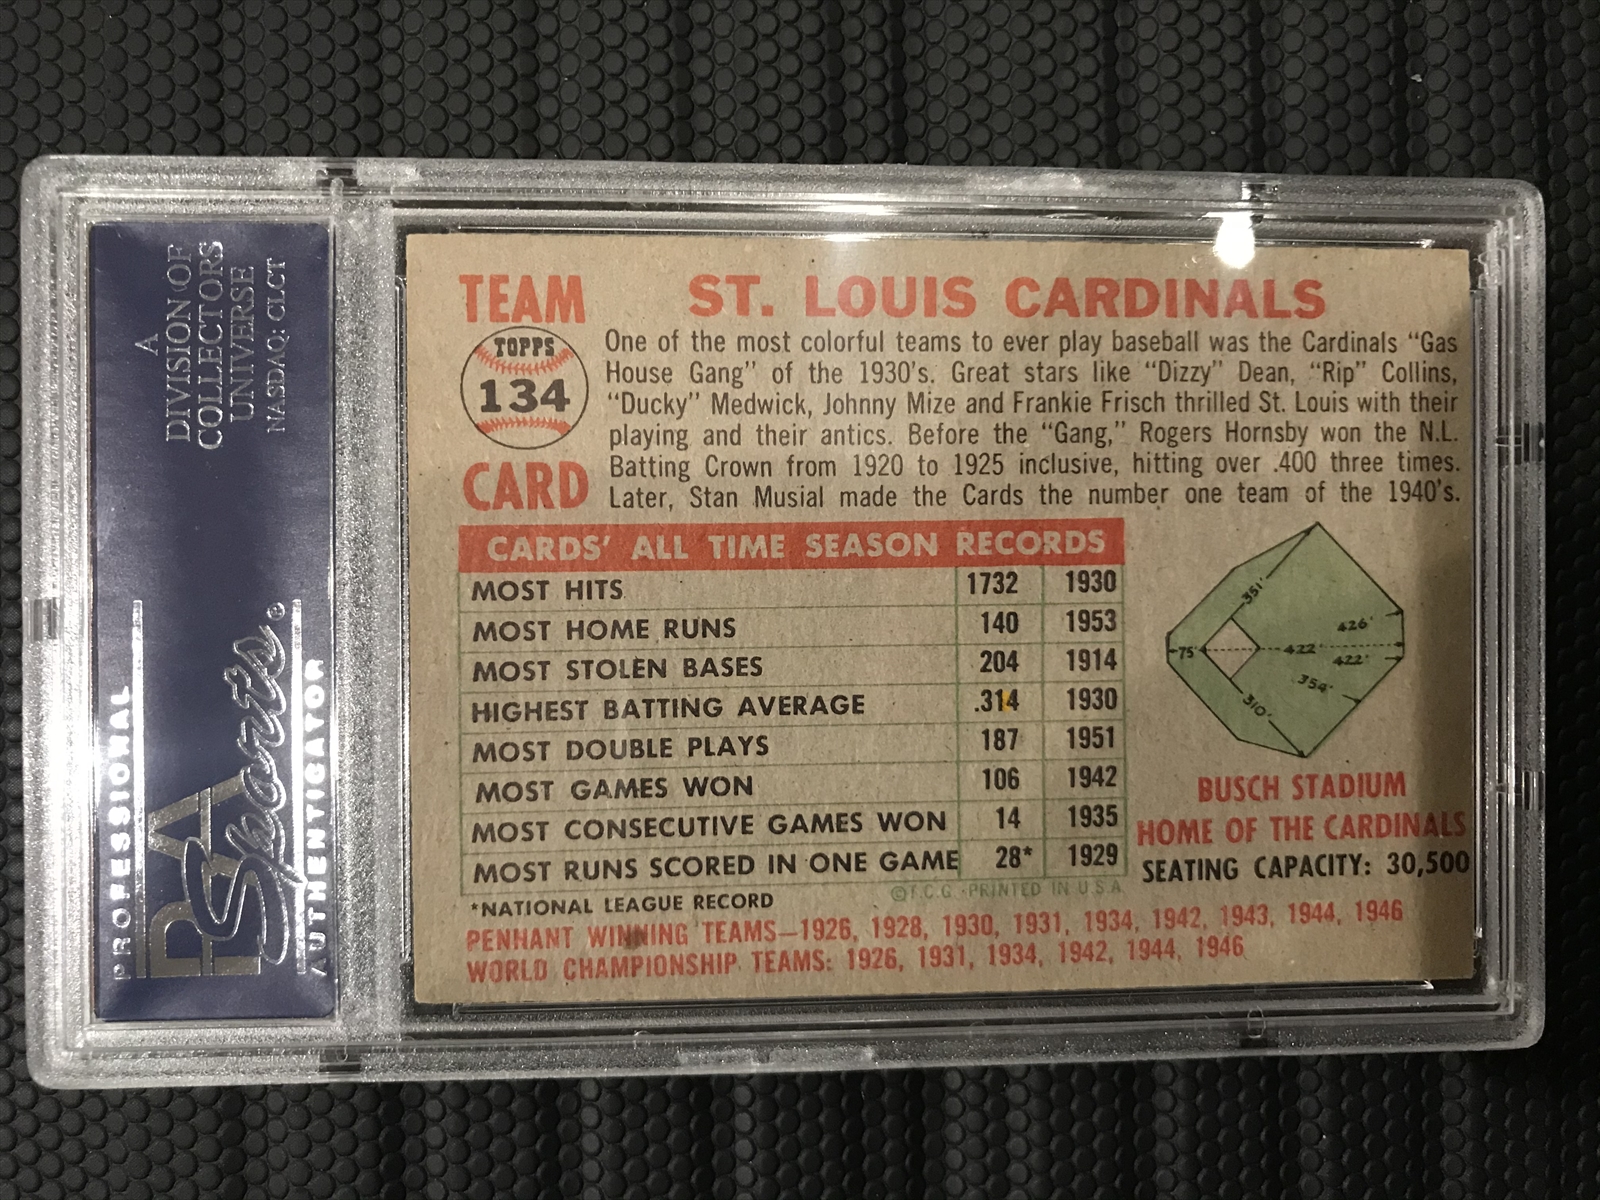 A
DIVISION OF
COLLECTORS
UNIVERSE
NASDAQ: CLCT
PROFESSIONAL
PSA
Sports®
AUTHENTICATOR
TEAM
TOPPS
134
CARD
ST. LOUIS CARDINALS
One of the most colorful teams to ever play baseball was the Cardinals “Gas
House Gang” of the 1930's. Great stars like “Dizzy” Dean, “Rip” Collins,
“Ducky” Medwick, Johnny Mize and Frankie Frisch thrilled St. Louis with their
playing and their antics. Before the “Gang,” Rogers Hornsby won the N.L.
Batting Crown from 1920 to 1925 inclusive, hitting over .400 three times.
Later, Stan Musial made the Cards the number one team of the 1940's.
CARDS' ALL TIME SEASON RECORDS
MOST HITS 1732 1930
MOST HOME RUNS 140 1953
MOST STOLEN BASES 204 1914
HIGHEST BATTING AVERAGE .314 1930
MOST DOUBLE PLAYS 187 1951
MOST GAMES WON 106 1942
MOST CONSECUTIVE GAMES WON 14 1935
MOST RUNS SCORED IN ONE GAME 28* 1929
*NATIONAL LEAGUE RECORD
©T.C.G.·PRINTED IN U.S.A.
351'
426'
75'
422'
422'
354'
310'
BUSCH STADIUM
HOME OF THE CARDINALS
SEATING CAPACITY: 30,500
PENHANT WINNING TEAMS—1926, 1928, 1930, 1931, 1934, 1942, 1943, 1944, 1946
WORLD CHAMPIONSHIP TEAMS: 1926, 1931, 1934, 1942, 1944, 1946